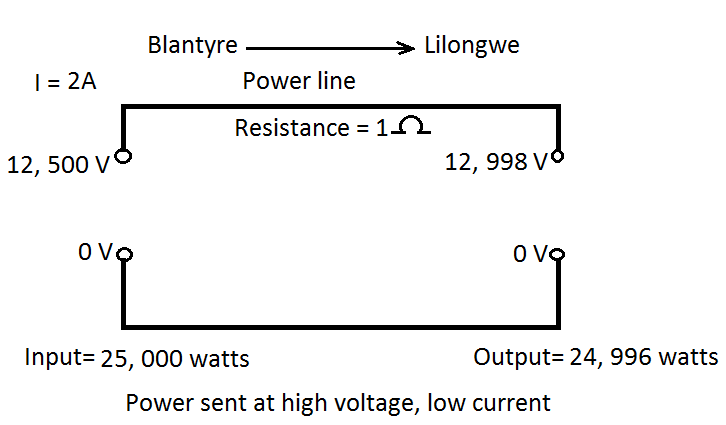 Blantyre → Lilongwe
I = 2A
Power line
Resistance = 1Ω
12, 500 V
12, 998 V
0 V
0 V
Input= 25, 000 watts
Output= 24, 996 watts
Power sent at high voltage, low current